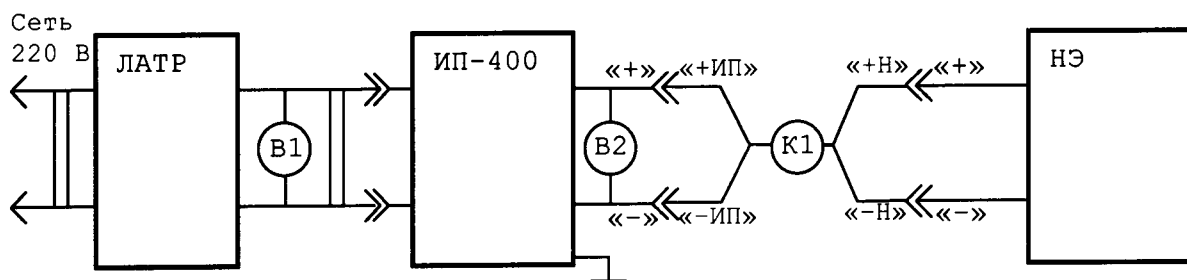 Сеть
220 В
ЛАТР
ИП-400
НЭ
«+» «+ИП»
«+Н» «+»
В1
В2
К1
«-» «-ИП»
«-Н» «-»